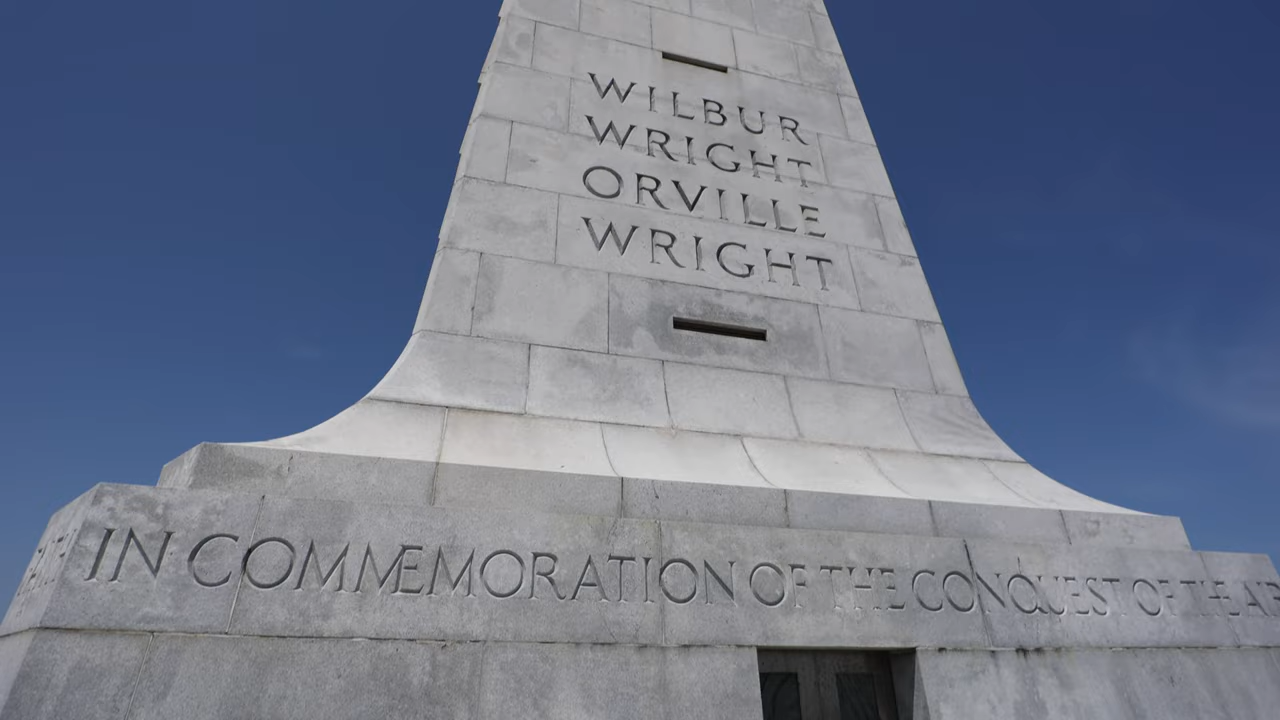 WILBUR
WRIGHT
ORVILLE
WRIGHT
IN COMMEMORATION OF THE CONQUEST OF THE